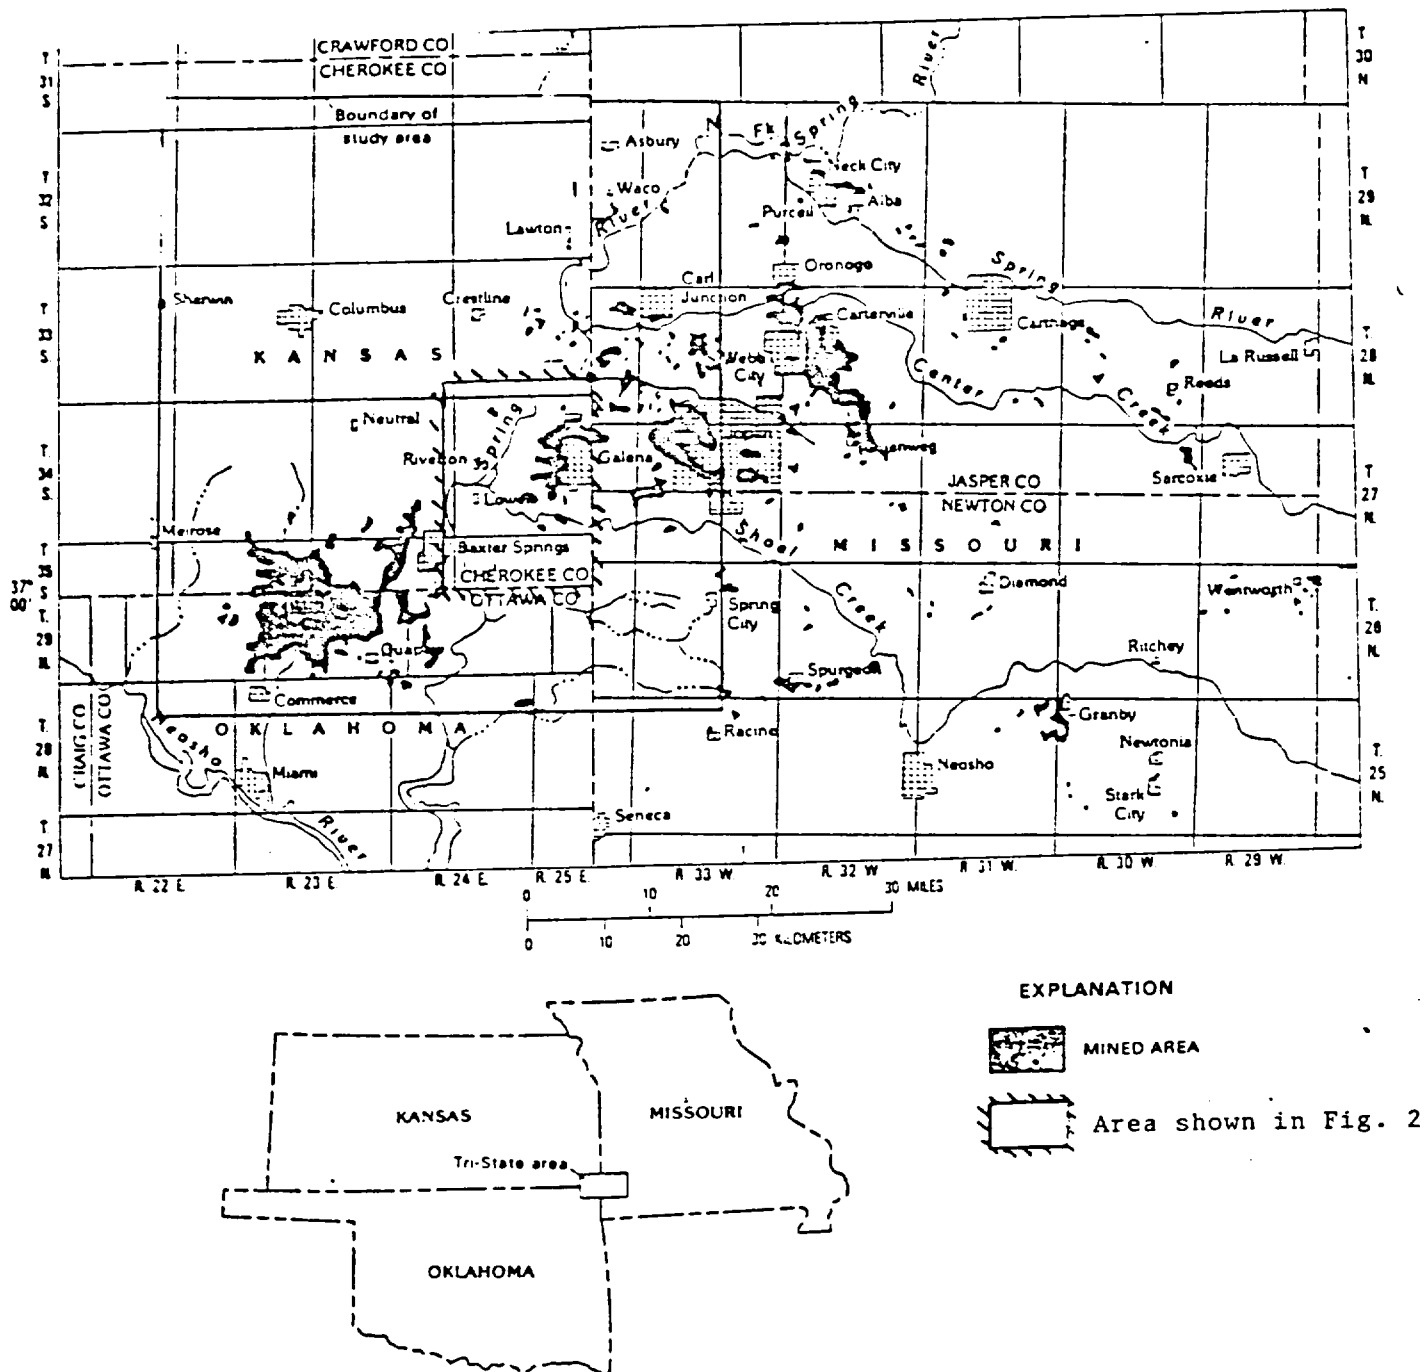 CRAWFORD CO
CHEROKEE CO
Boundary of
study area
T
31
S
T
30
N
River
Spring
Fk
N
Asbury
Neck City
Waco
Alba
T
32
S
T
29
N.
River
Purcell
Lawton
Spring
Oronogo
Carl
Junction
Sherwin
Columbus
Crestline
Carterville
Carthage
River
La Russell
T
33
S.
T
28
N.
KANSAS
Webb
City
Center
Reeds
Creek
Neutral
Spring
Joplin
Riverton
Galena
Sarcoxie
T.
34
S.
T
27
N.
Lowell
JASPER CO
NEWTON CO
Shoal
MISSOURI
Melrose
Baxter Springs
CHEROKEE CO
OTTAWA CO
T
35
S
37°
00'
Diamond
Wentworth
Spring
City
Creek
T.
29
N.
T.
26
N.
Quapaw
Ritchey
Spurgeon
Commerce
Granby
OKLAHOMA
Neosho
Racine
Newtonia
CRAIG CO
OTTAWA CO
T.
28
N.
T.
25
N.
Miami
Neosho
Stark
City
River
Seneca
T.
27
N.
R. 22 E.
R. 23 E.
R. 24 E.
R. 25 E.
R. 33 W.
R. 32 W
R. 31 W.
R. 30 W.
R. 29 W.
0 10 20 30 MILES
0 10 20 30 KILOMETERS
EXPLANATION
MINED AREA
Area shown in Fig. 2
KANSAS
MISSOURI
Tri-State area
OKLAHOMA